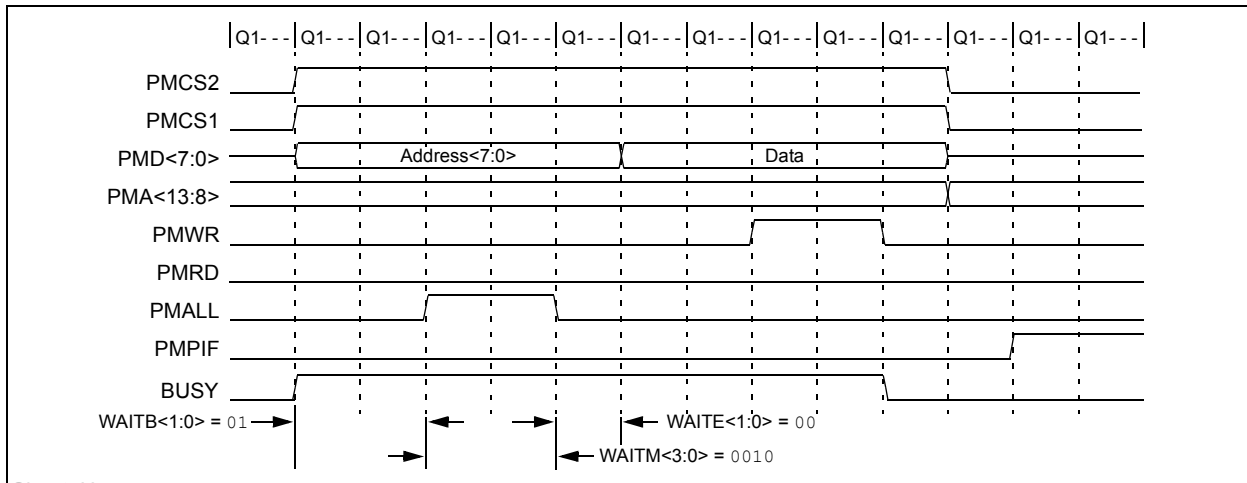 Q1- - - Q1- - - Q1- - - Q1- - - Q1- - - Q1- - - Q1- - - Q1- - - Q1- - - Q1- - - Q1- - - Q1- - - Q1- - - Q1- - -
PMCS2
PMCS1
PMD<7:0> Address<7:0> Data
PMA<13:8>
PMWR
PMRD
PMALL
PMPIF
BUSY
WAITB<1:0> = 01 WAITE<1:0> = 00
WAITM<3:0> = 0010